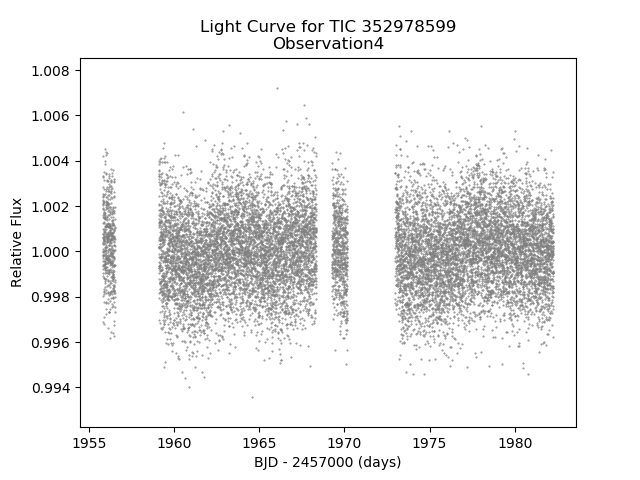 Light Curve for TIC 352978599
Observation4
1.008
1.006
1.004
1.002
1.000
0.998
0.996
0.994
Relative Flux
1955 1960 1965 1970 1975 1980
BJD - 2457000 (days)